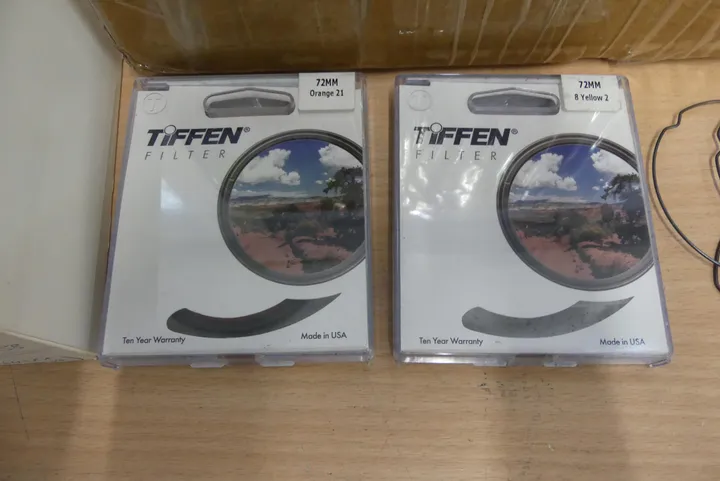 72MM
Orange 21
TIFFEN®
FILTER
Ten Year Warranty
Made in USA
72MM
8 Yellow 2
TIFFEN®
FILTER
Ten Year Warranty
Made in USA